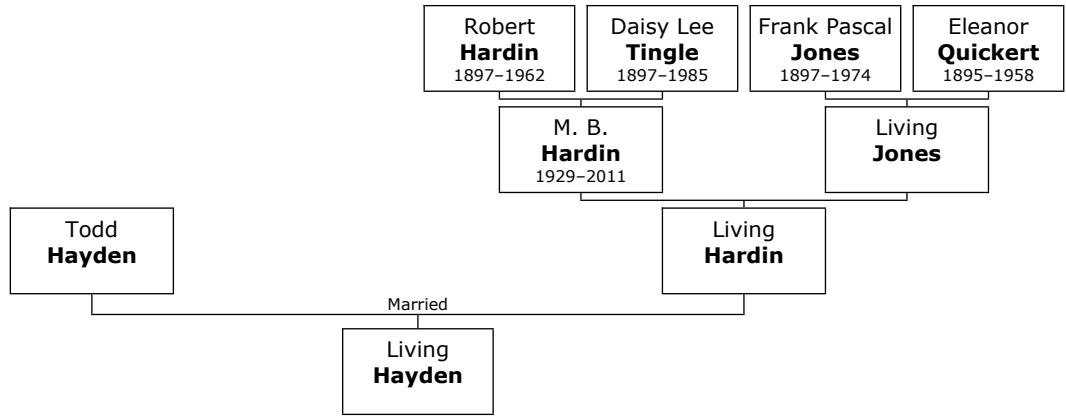 Robert
Hardin
1897–1962
Daisy Lee
Tingle
1897–1985
Frank Pascal
Jones
1897–1974
Eleanor
Quickert
1895–1958
M. B.
Hardin
1929–2011
Living
Jones
Todd
Hayden
Living
Hardin
Married
Living
Hayden